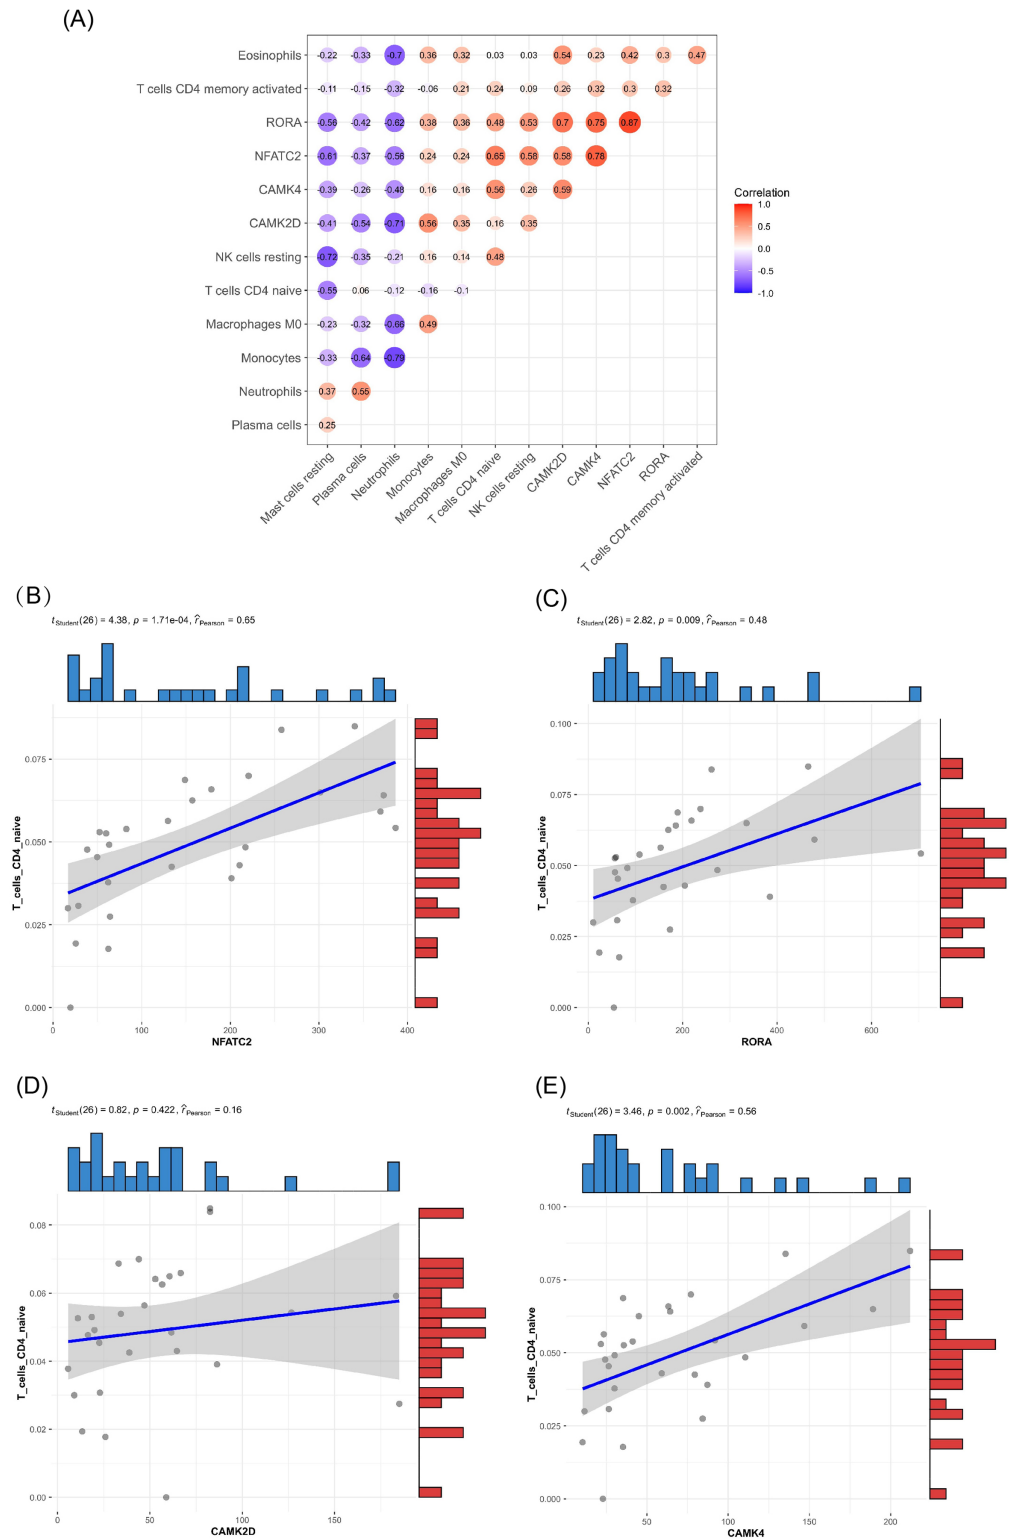 (A)
Eosinophils -0.22 -0.33 -0.7 0.36 0.32 0.03 0.03 0.54 0.23 0.42 0.3 0.47
T cells CD4 memory activated -0.11 -0.15 -0.32 -0.06 0.21 0.24 0.09 0.26 0.32 0.3 0.32
RORA -0.56 -0.42 -0.62 0.38 0.36 0.48 0.53 0.7 0.75 0.87
NFATC2 -0.61 -0.37 -0.56 0.24 0.24 0.65 0.58 0.58 0.78
CAMK4 -0.39 -0.26 -0.48 0.16 0.16 0.56 0.26 0.59
CAMK2D -0.41 -0.54 -0.71 0.56 0.35 0.16 0.35
NK cells resting -0.72 -0.35 -0.21 0.16 0.14 0.48
T cells CD4 naive -0.55 0.06 -0.12 -0.16 -0.1
Macrophages M0 -0.23 -0.32 -0.66 0.49
Monocytes -0.33 -0.64 -0.79
Neutrophils 0.37 0.55
Plasma cells 0.25
Mast cells resting
Plasma cells
Neutrophils
Monocytes
Macrophages M0
T cells CD4 naive
NK cells resting
CAMK2D
CAMK4
NFATC2
RORA
T cells CD4 memory activated
Correlation
1.0
0.5
0.0
-0.5
-1.0
(B)
t Student(26) = 4.38, p = 1.71e-04, r̂ Pearson = 0.65
T_cells_CD4_naive
0.075
0.050
0.025
0.000
0 100 200 300 400
NFATC2
(C)
t Student(26) = 2.82, p = 0.009, r̂ Pearson = 0.48
T_cells_CD4_naive
0.100
0.075
0.050
0.025
0.000
0 200 400 600
RORA
(D)
t Student(26) = 0.82, p = 0.422, r̂ Pearson = 0.16
T_cells_CD4_naive
0.08
0.06
0.04
0.02
0.00
0 50 100 150
CAMK2D
(E)
t Student(26) = 3.46, p = 0.002, r̂ Pearson = 0.56
T_cells_CD4_naive
0.100
0.075
0.050
0.025
0.000
50 100 150 200
CAMK4